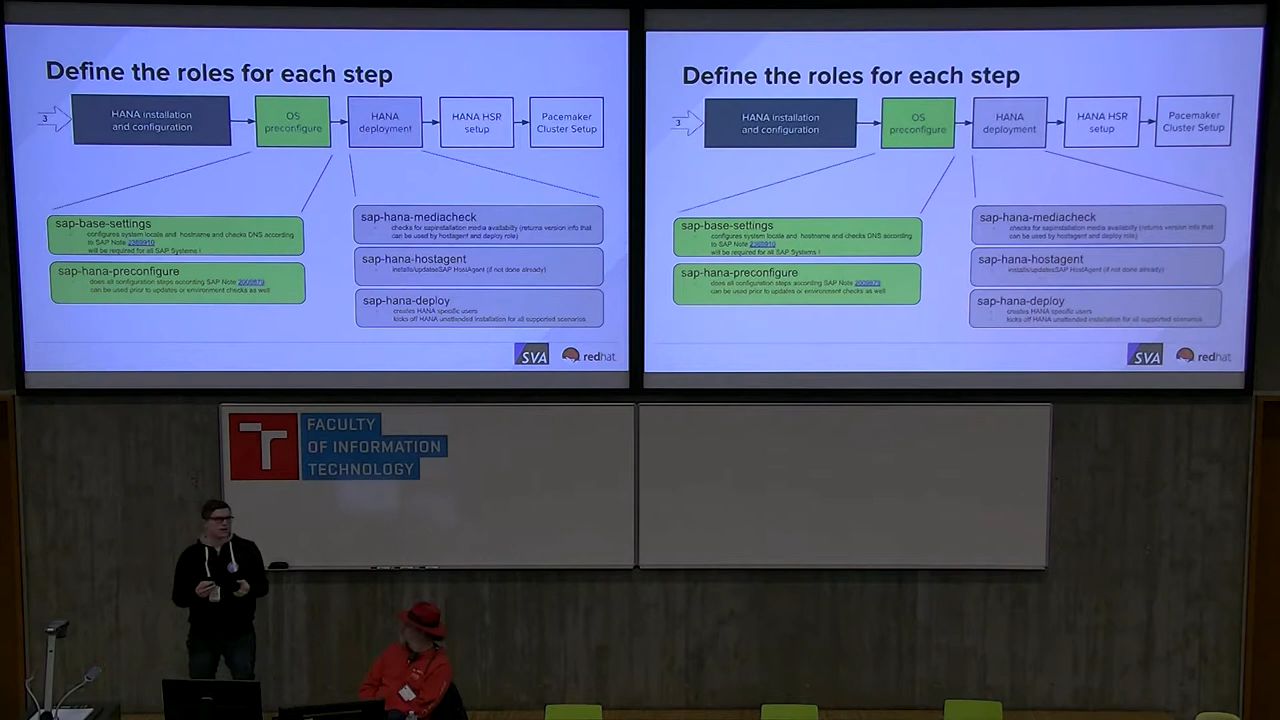 Define the roles for each step
3
HANA installation
and configuration
OS
preconfigure
HANA
deployment
HANA HSR
setup
Pacemaker
Cluster Setup
sap-base-settings
configures system locale and hostname and checks DNS according
to SAP Note 2369910
will be required for all SAP Systems !
sap-hana-preconfigure
does all configuration steps according SAP Note 2009879
can be used prior to updates or environment checks as well
sap-hana-mediacheck
checks for sapinstallation media availabilty (returns version info that
can be used by hostagent and deploy role)
sap-hana-hostagent
installs/updatesSAP HostAgent (if not done already)
sap-hana-deploy
creates HANA specific users
kicks off HANA unattended installation for all supported scenarios
SVA
redhat.
Define the roles for each step
3
HANA installation
and configuration
OS
preconfigure
HANA
deployment
HANA HSR
setup
Pacemaker
Cluster Setup
sap-base-settings
configures system locale and hostname and checks DNS according
to SAP Note 2369910
will be required for all SAP Systems !
sap-hana-preconfigure
does all configuration steps according SAP Note 2009879
can be used prior to updates or environment checks as well
sap-hana-mediacheck
checks for sapinstallation media availabilty (returns version info that
can be used by hostagent and deploy role)
sap-hana-hostagent
installs/updatesSAP HostAgent (if not done already)
sap-hana-deploy
creates HANA specific users
kicks off HANA unattended installation for all supported scenarios
SVA
redhat.
FACULTY
OF INFORMATION
TECHNOLOGY